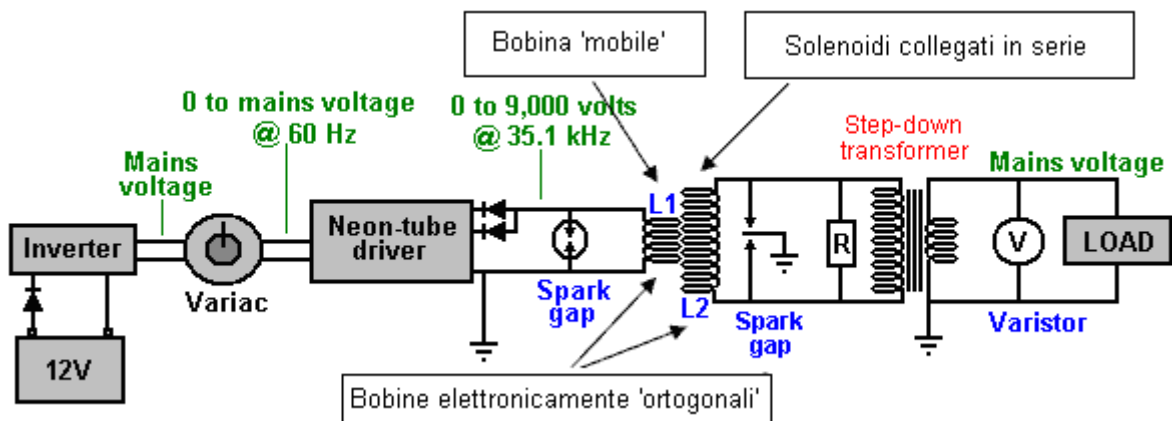 Bobina 'mobile'
Solenoidi collegati in serie
0 to mains voltage
@ 60 Hz
0 to 9,000 volts
@ 35.1 kHz
Step-down
transformer
Mains
voltage
Mains voltage
L1
Inverter
Neon-tube
driver
R
V
LOAD
Variac
Spark
gap
L2
Spark
gap
Varistor
12V
Bobine elettronicamente 'ortogonali'